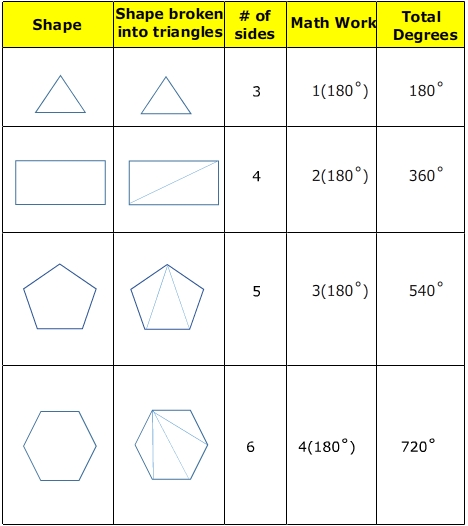 Shape
Shape broken
into triangles
# of
sides
Math Work
Total
Degrees
3
1(180°)
180°
4
2(180°)
360°
5
3(180°)
540°
6
4(180°)
720°